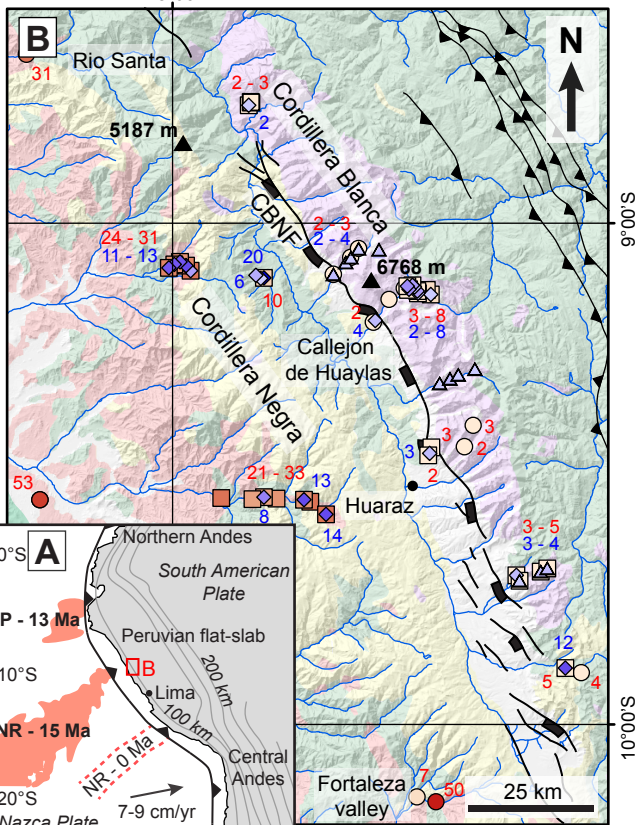 B
N
Rio Santa
31
2 - 3
2
5187 m
Cordillera Blanca
CBNF
9°00'S
24 - 31
11 - 13
20
6
10
2 - 3
2 - 4
6768 m
2
4
3 - 8
2 - 8
Cordillera Negra
Callejon
de Huaylas
3
3
2
2
53
21 - 33
13
8
14
Huaraz
3 - 5
3 - 4
12
5
4
10°00'S
7
50
Fortaleza
valley
25 km
A
0°S
Northern Andes
South American
Plate
P - 13 Ma
Peruvian flat-slab
B
200 km
10°S
Lima
100 km
NR - 15 Ma
NR - 0 Ma
Central
Andes
20°S
7-9 cm/yr
Nazca Plate